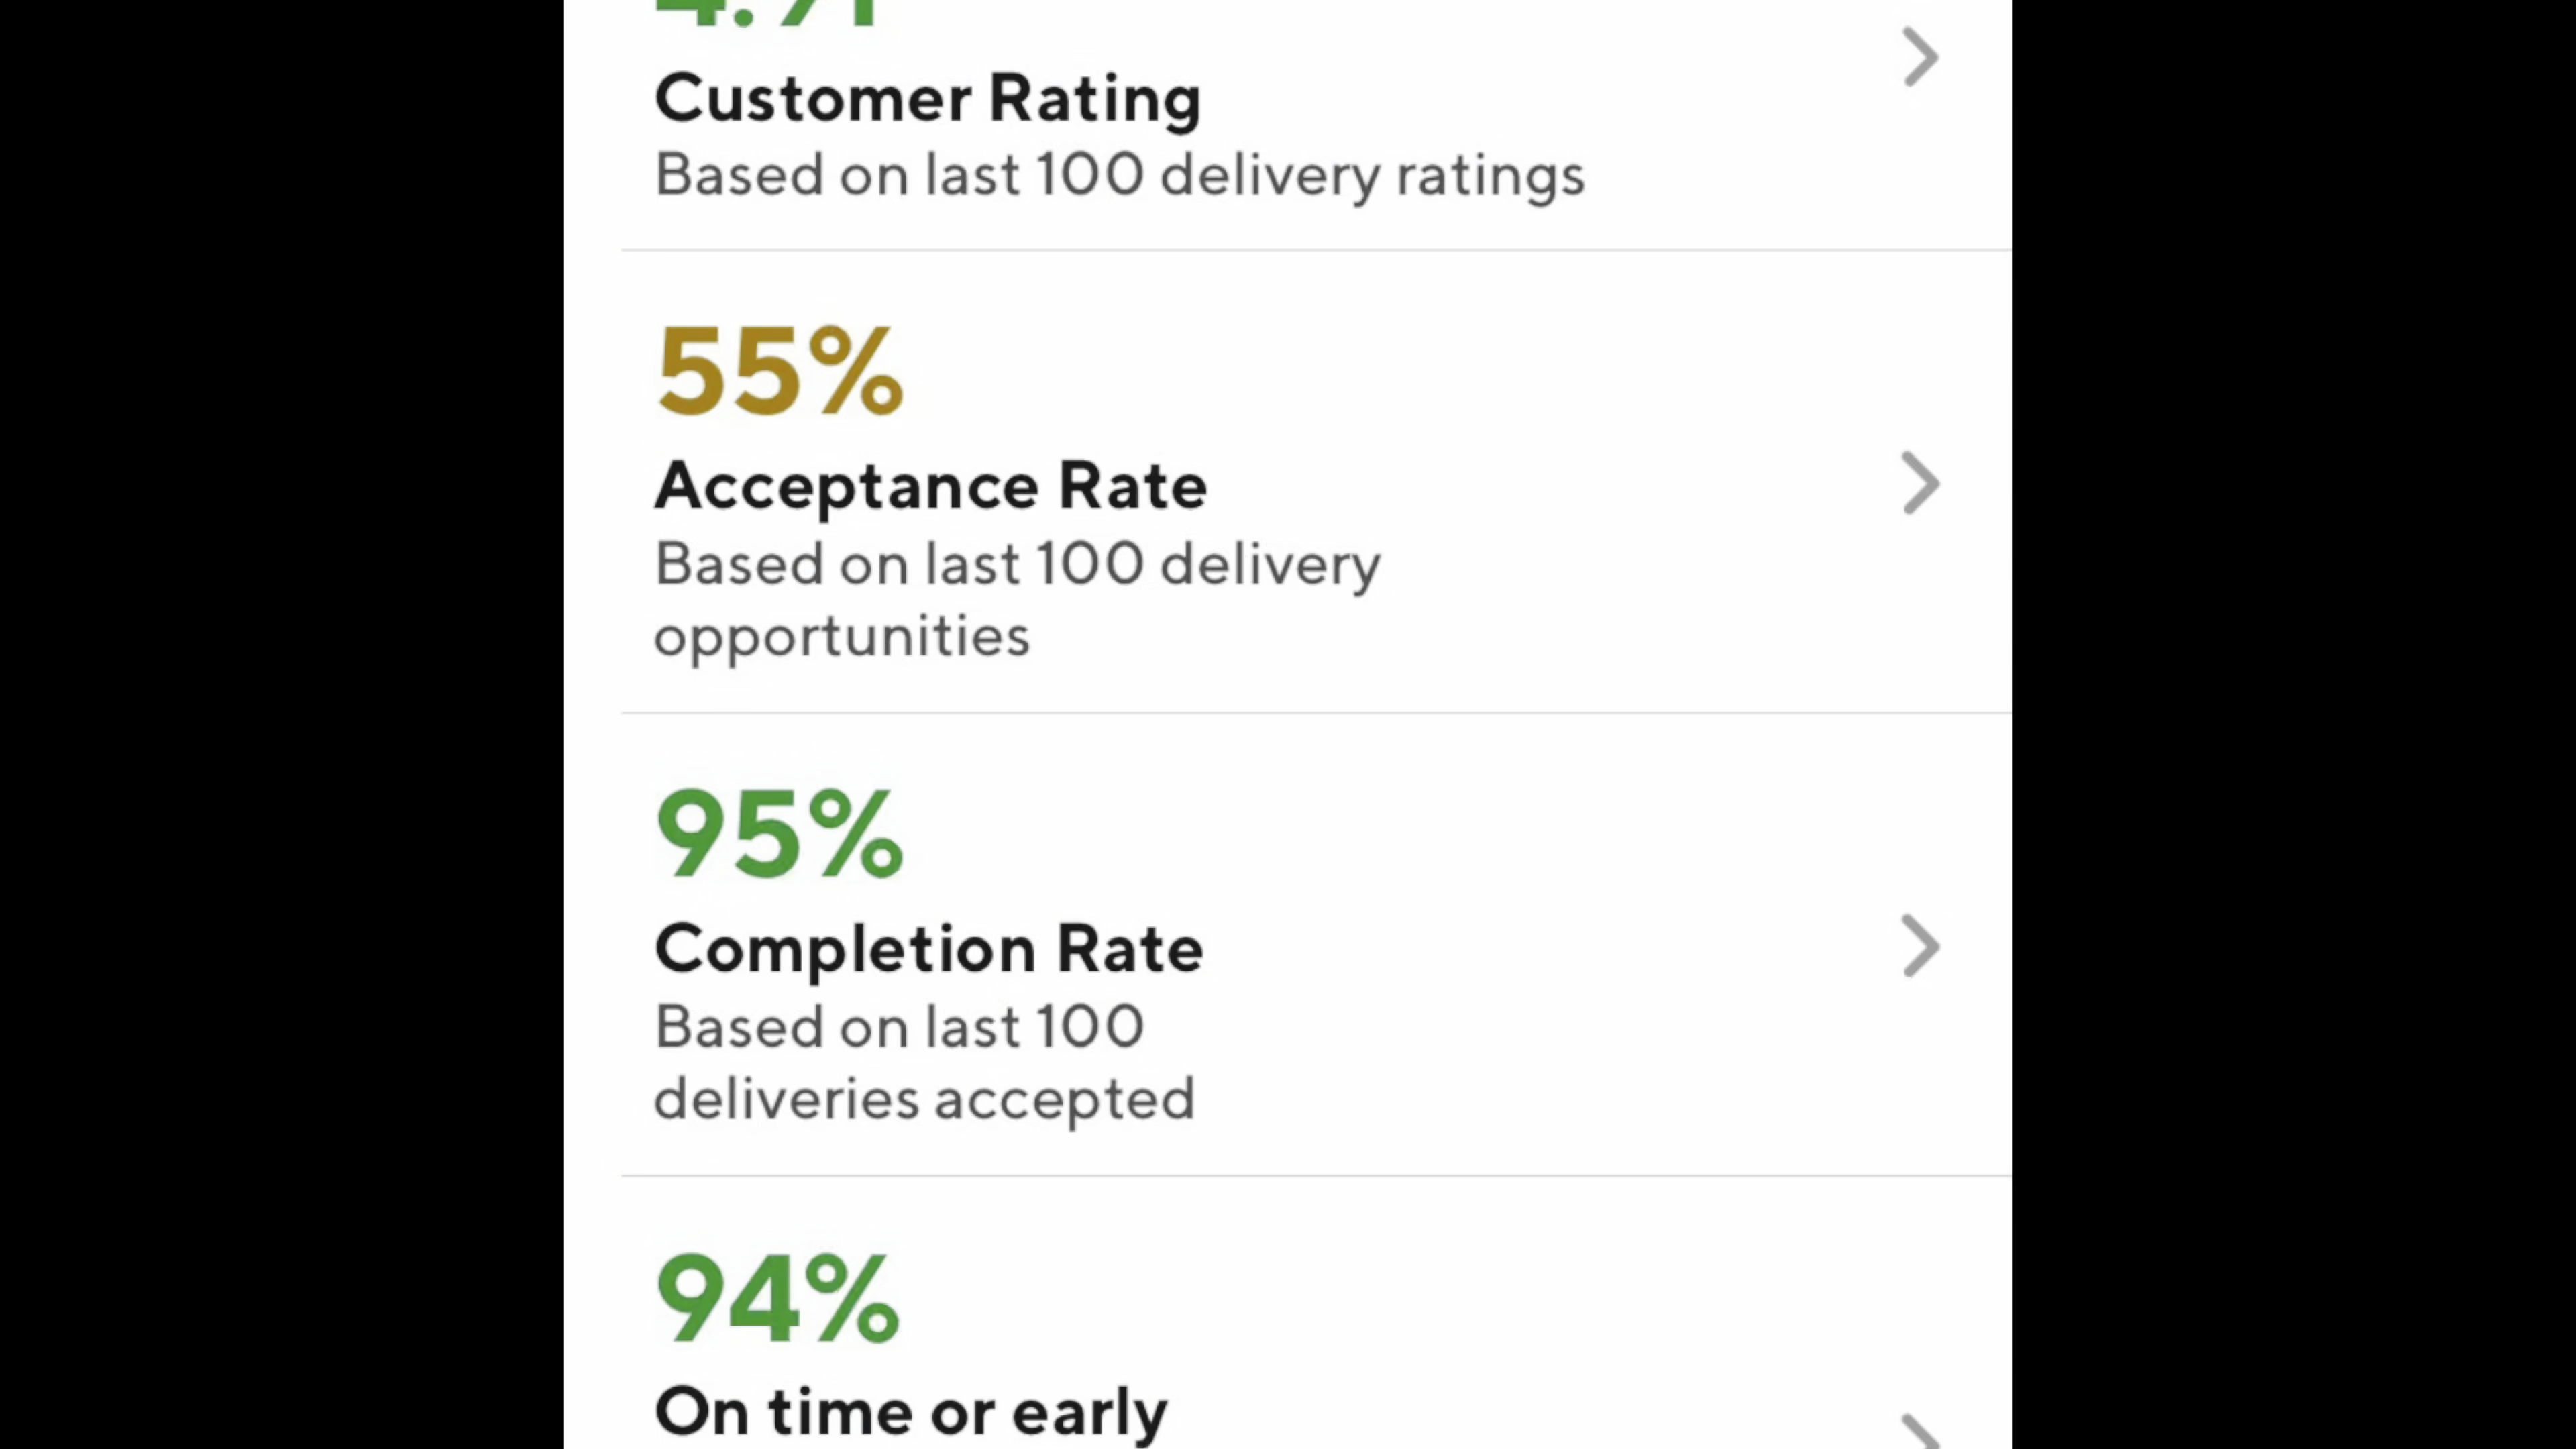 Customer Rating
Based on last 100 delivery ratings
55%
Acceptance Rate
Based on last 100 delivery
opportunities
95%
Completion Rate
Based on last 100
deliveries accepted
94%
On time or early